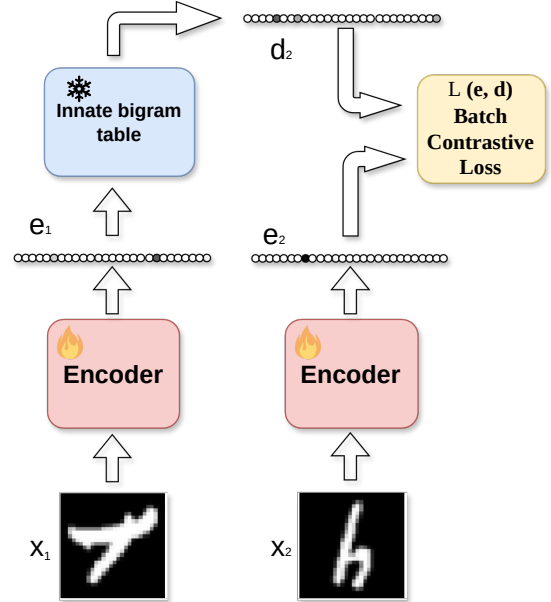 d₂
Innate bigram
table
L (e, d)
Batch
Contrastive
Loss
e₁
e₂
Encoder
Encoder
x₁
x₂
h